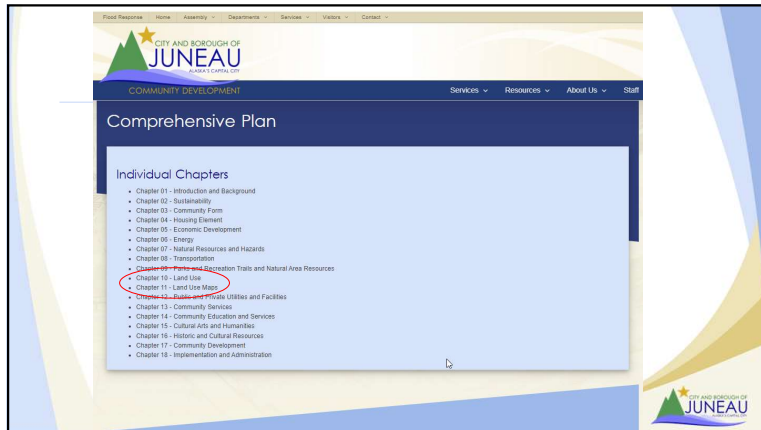 Flood Response Home Assembly Departments Services Visitors Contact
CITY AND BOROUGH OF
JUNEAU
ALASKA'S CAPITAL CITY
COMMUNITY DEVELOPMENT Services Resources About Us Staff
Comprehensive Plan
Individual Chapters
• Chapter 01 - Introduction and Background
• Chapter 02 - Sustainability
• Chapter 03 - Community Form
• Chapter 04 - Housing Element
• Chapter 05 - Economic Development
• Chapter 06 - Energy
• Chapter 07 - Natural Resources and Hazards
• Chapter 08 - Transportation
• Chapter 09 - Parks and Recreation Trails and Natural Area Resources
• Chapter 10 - Land Use
• Chapter 11 - Land Use Maps
• Chapter 12 - Public and Private Utilities and Facilities
• Chapter 13 - Community Services
• Chapter 14 - Community Education and Services
• Chapter 15 - Cultural Arts and Humanities
• Chapter 16 - Historic and Cultural Resources
• Chapter 17 - Community Development
• Chapter 18 - Implementation and Administration
CITY AND BOROUGH OF
JUNEAU
ALASKA'S CAPITAL CITY